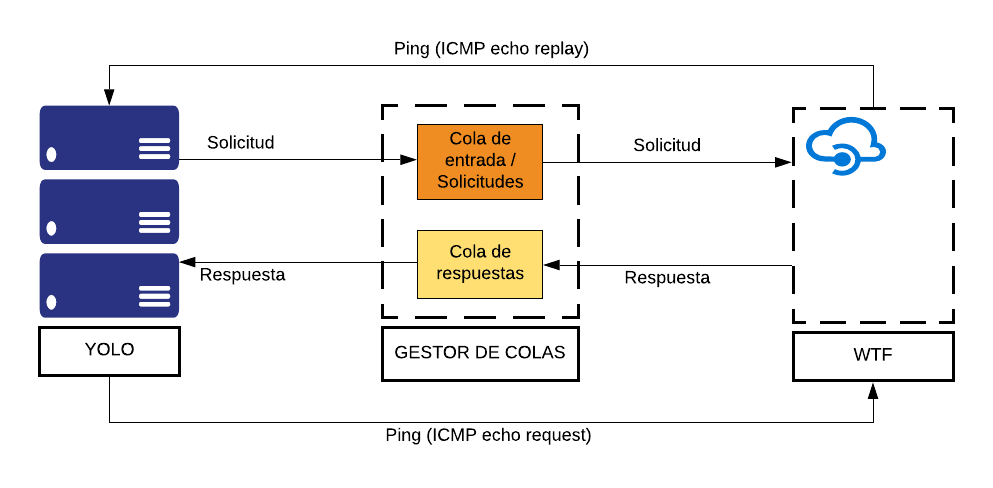 Ping (ICMP echo replay)
Solicitud
Cola de
entrada /
Solicitudes
Solicitud
Respuesta
Cola de
respuestas
Respuesta
YOLO
GESTOR DE COLAS
WTF
Ping (ICMP echo request)